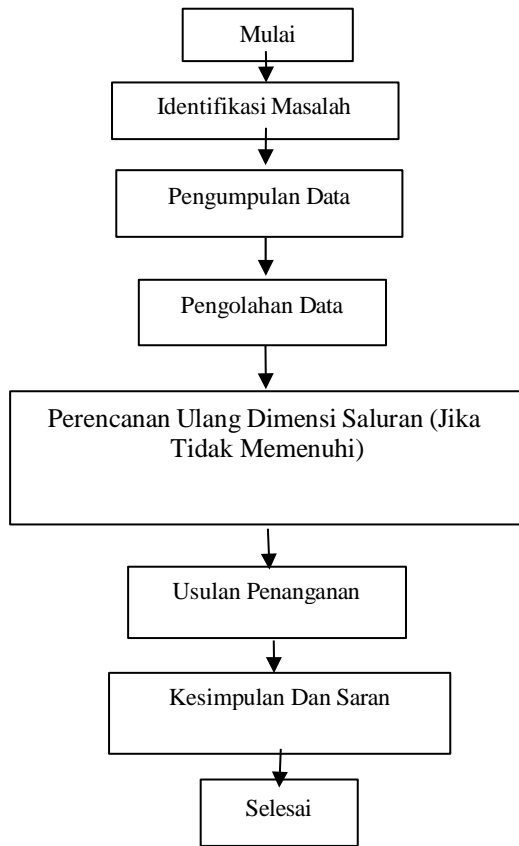 Mulai
Identifikasi Masalah
Pengumpulan Data
Pengolahan Data
Perencanan Ulang Dimensi Saluran (Jika
Tidak Memenuhi)
Usulan Penanganan
Kesimpulan Dan Saran
Selesai